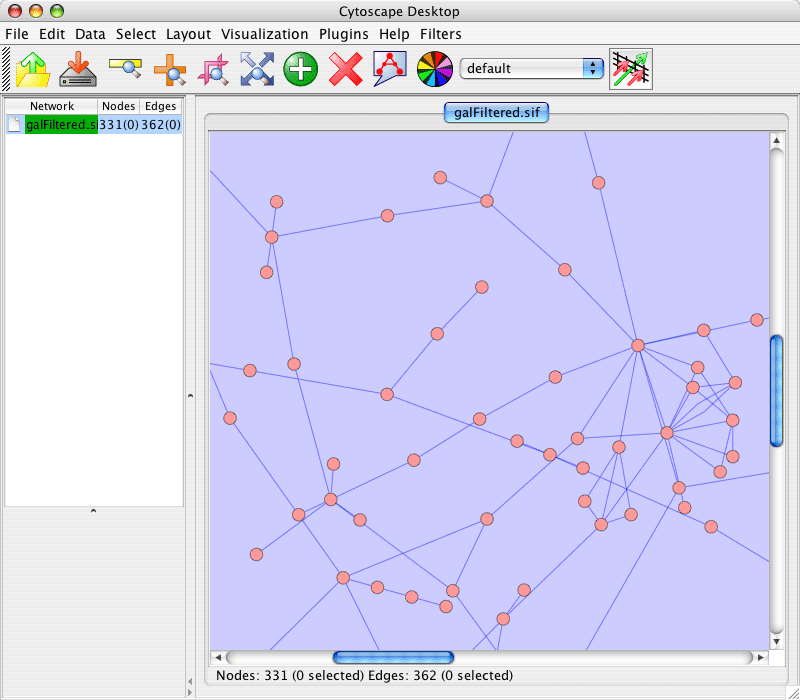 Cytoscape Desktop
File Edit Data Select Layout Visualization Plugins Help Filters
default
Network Nodes Edges
galFiltered.si 331(0) 362(0)
galFiltered.sif
Nodes: 331 (0 selected) Edges: 362 (0 selected)